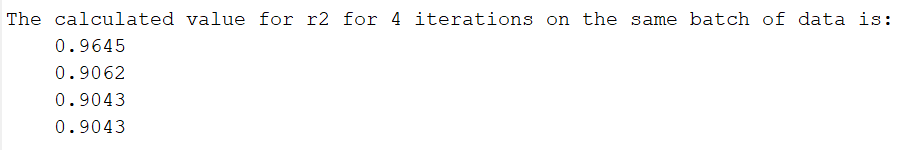 The calculated value for r2 for 4 iterations on the same batch of data is:
0.9645
0.9062
0.9043
0.9043